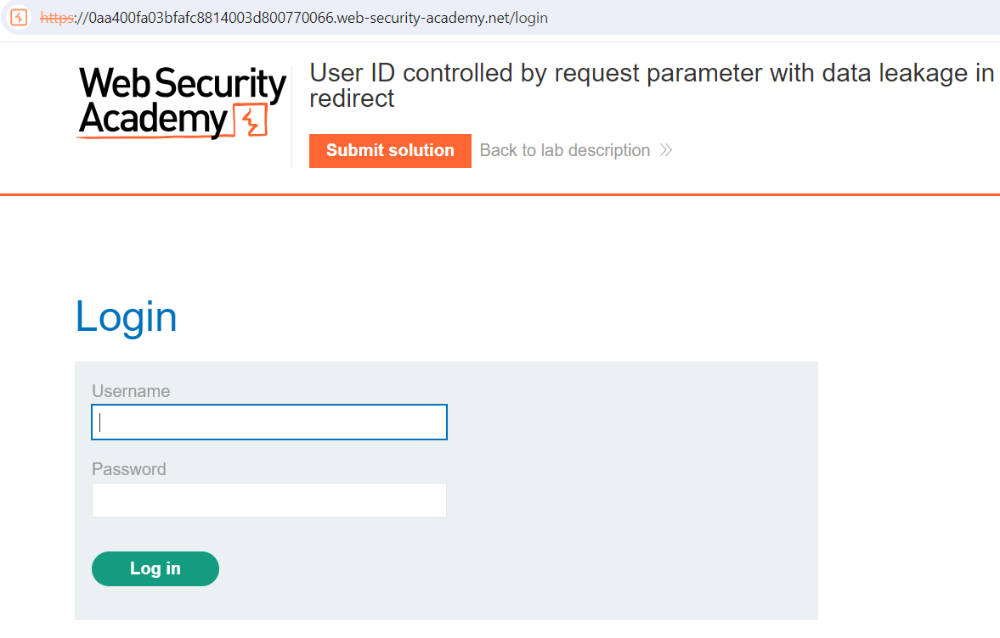 https://0aa400fa03bfafc8814003d800770066.web-security-academy.net/login
Web Security
Academy
User ID controlled by request parameter with data leakage in
redirect
Submit solution
Back to lab description
Login
Username
Password
Log in